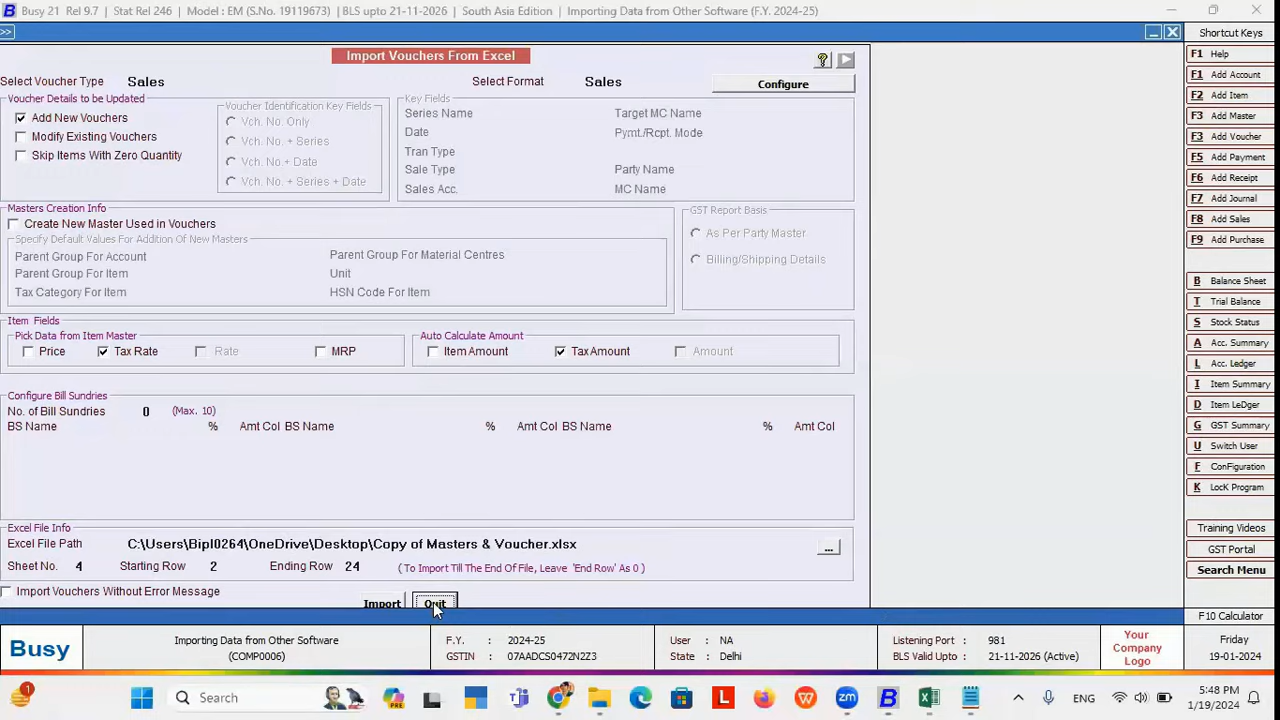 Busy 21 Rel 9.7 | Stat Rel 246 | Model : EM (S.No. 19119673) | BLS upto 21-11-2026 | South Asia Edition | Importing Data from Other Software (F.Y. 2024-25)
>>
Shortcut Keys
Import Vouchers From Excel
?
Select Voucher Type Sales
Select Format Sales
Configure
Voucher Details to be Updated
Add New Vouchers
Modify Existing Vouchers
Skip Items With Zero Quantity
Voucher Identification Key Fields
Vch. No. Only
Vch. No. + Series
Vch. No.+ Date
Vch. No. + Series + Date
Key Fields
Series Name Target MC Name
Date Pymt./Rcpt. Mode
Tran Type
Sale Type Party Name
Sales Acc. MC Name
Masters Creation Info
Create New Master Used in Vouchers
Specify Default Values For Addition Of New Masters
Parent Group For Account Parent Group For Material Centres
Parent Group For Item Unit
Tax Category For Item HSN Code For Item
GST Report Basis
As Per Party Master
Billing/Shipping Details
Item Fields
Pick Data from Item Master
Price Tax Rate Rate MRP
Auto Calculate Amount
Item Amount Tax Amount Amount
Configure Bill Sundries
No. of Bill Sundries 0 (Max. 10)
BS Name % Amt Col BS Name % Amt Col BS Name % Amt Col
Excel File Info
Excel File Path C:\Users\Bipl0264\OneDrive\Desktop\Copy of Masters & Voucher.xlsx ...
Sheet No. 4 Starting Row 2 Ending Row 24 (To Import Till The End Of File, Leave 'End Row' As 0 )
Import Vouchers Without Error Message
Import Quit
F1 Help
F1 Add Account
F2 Add Item
F3 Add Master
F3 Add Voucher
F5 Add Payment
F6 Add Receipt
F7 Add Journal
F8 Add Sales
F9 Add Purchase
B Balance Sheet
T Trial Balance
S Stock Status
A Acc. Summary
L Acc. Ledger
I Item Summary
D Item LeDger
G GST Summary
U Switch User
F ConFiguration
K LocK Program
Training Videos
GST Portal
Search Menu
F10 Calculator
Busy
Importing Data from Other Software
(COMP0006)
F.Y. : 2024-25
GSTIN : 07AADCS0472N2Z3
User : NA
State : Delhi
Listening Port : 981
BLS Valid Upto : 21-11-2026 (Active)
Your
Company
Logo
Friday
19-01-2024
1
Search
PRE
L
W
zm
B
ENG
5:48 PM
1/19/2024